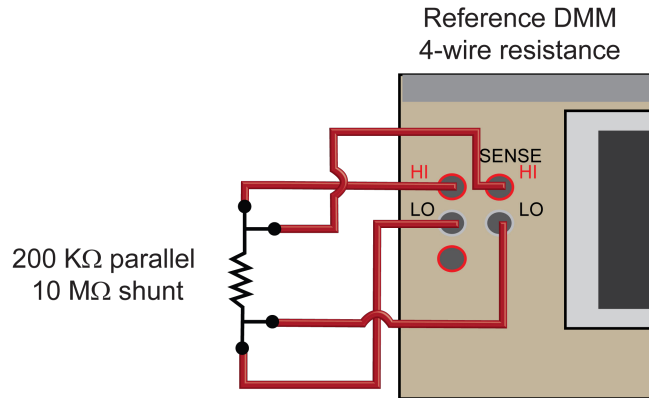 Reference DMM
4-wire resistance
SENSE
HI
HI
LO
LO
200 KΩ parallel
10 MΩ shunt